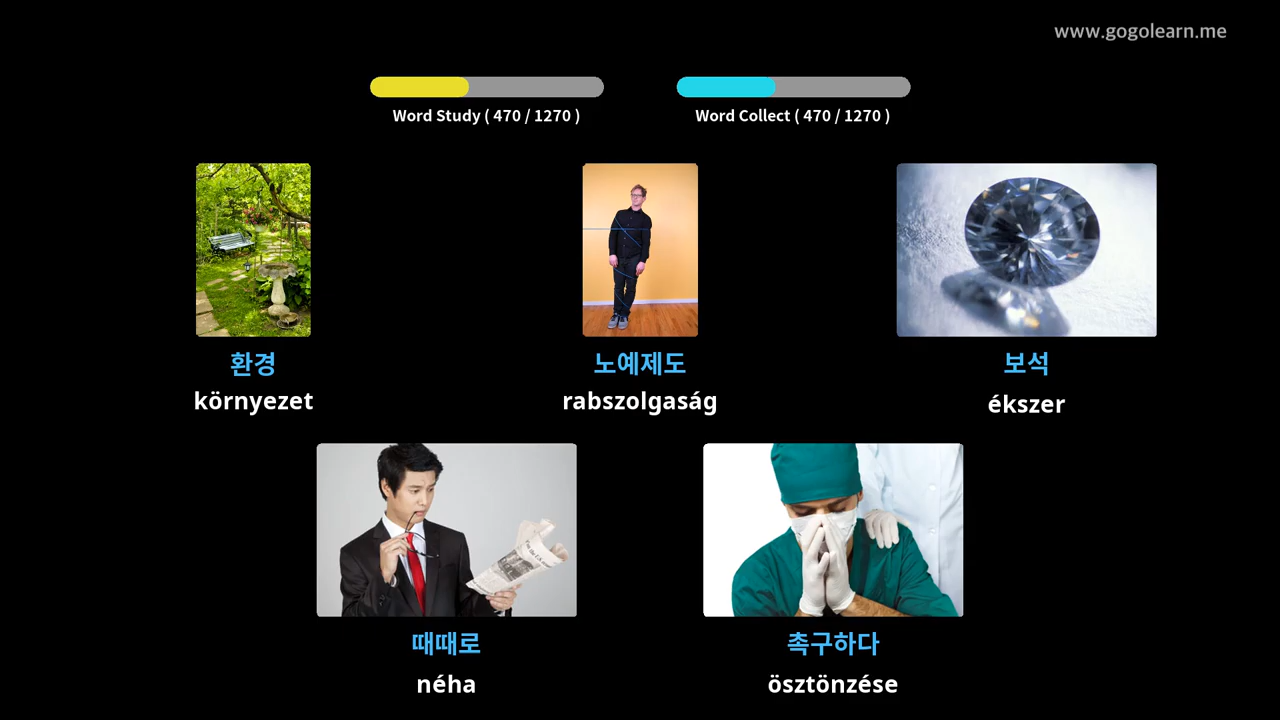 www.gogolearn.me
Word Study ( 470 / 1270 )
Word Collect ( 470 / 1270 )
환경
környezet
노예제도
rabszolgaság
보석
ékszer
때때로
néha
촉구하다
ösztönzése